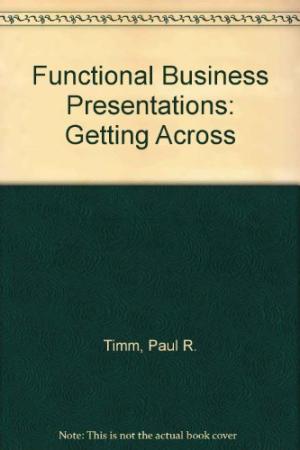 Functional Business
Presentations:
Getting Across
Timm, Paul R.
Note: This is not the actual book cover